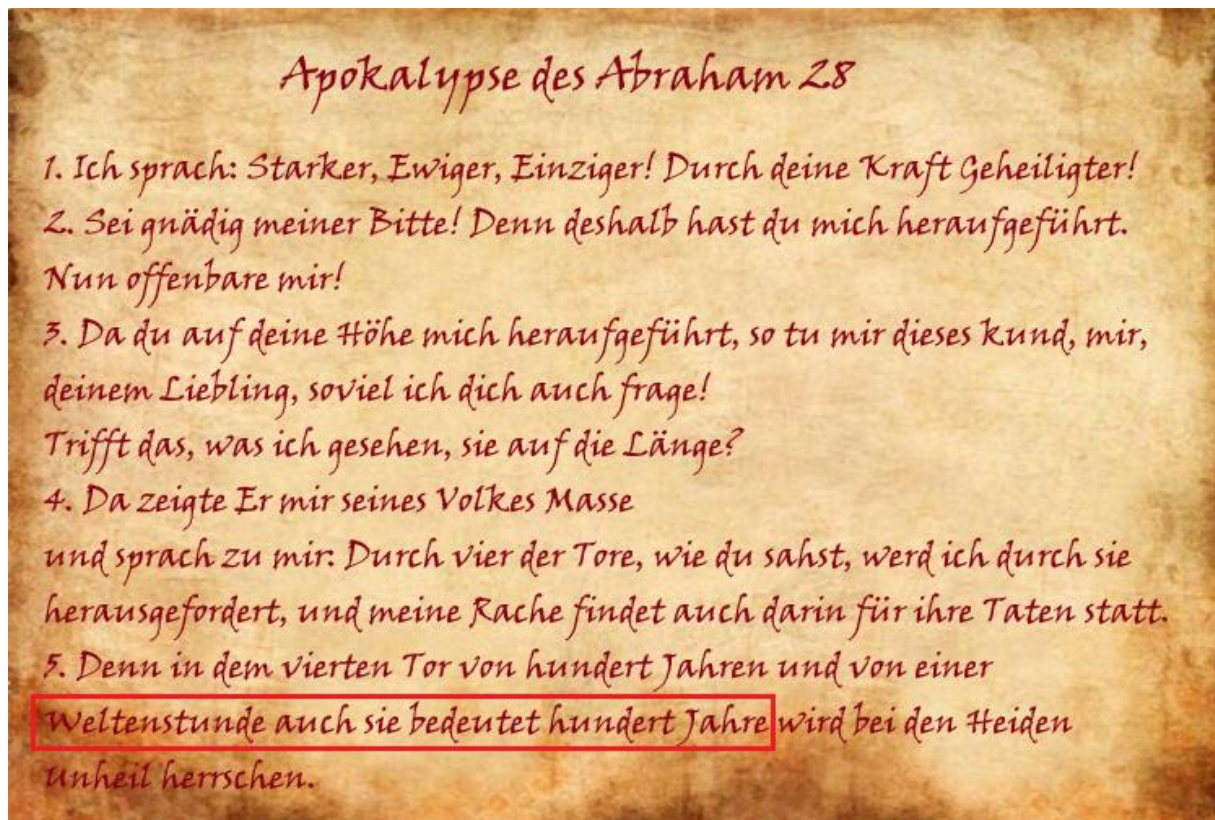 Apokalypse des Abraham 28
1. Ich sprach: Starker, Ewiger, Einziger! Durch deine Kraft Geheiligter!
2. Sei gnädig meiner Bitte! Denn deshalb hast du mich heraufgeführt.
Nun offenbare mir!
3. Da du auf deine Höhe mich heraufgeführt, so tu mir dieses kund, mir,
deinem Liebling, soviel ich dich auch frage!
Trifft das, was ich gesehen, sie auf die Länge?
4. Da zeigte Er mir seines Volkes Masse
und sprach zu mir: Durch vier der Tore, wie du sahst, werd ich durch sie
herausgefordert, und meine Rache findet auch darin für ihre Taten statt.
5. Denn in dem vierten Tor von hundert Jahren und von einer
Weltenstunde auch sie bedeutet hundert Jahre wird bei den Heiden
Unheil herrschen.